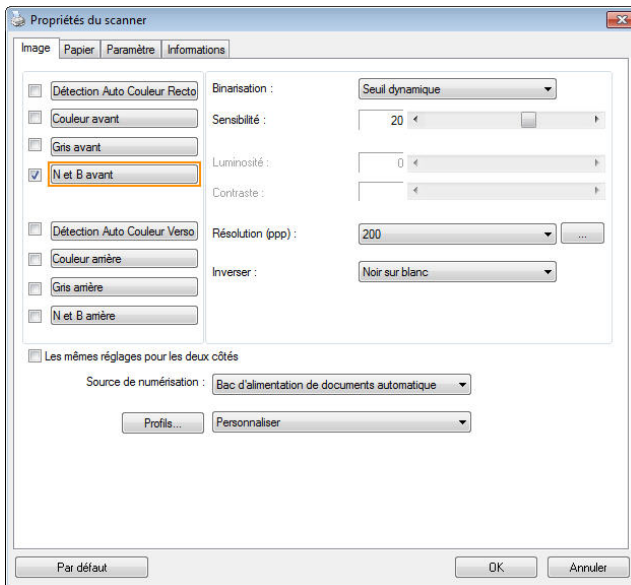 Propriétés du scanner
Image Papier Paramètre Informations
Détection Auto Couleur Recto
Couleur avant
Gris avant
N et B avant
Détection Auto Couleur Verso
Couleur arrière
Gris arrière
N et B arrière
Binarisation : Seuil dynamique
Sensibilité : 20
Luminosité : 0
Contraste :
Résolution (ppp) : 200 ...
Inverser : Noir sur blanc
Les mêmes réglages pour les deux côtés
Source de numérisation : Bac d'alimentation de documents automatique
Profils... Personnaliser
Par défaut OK Annuler